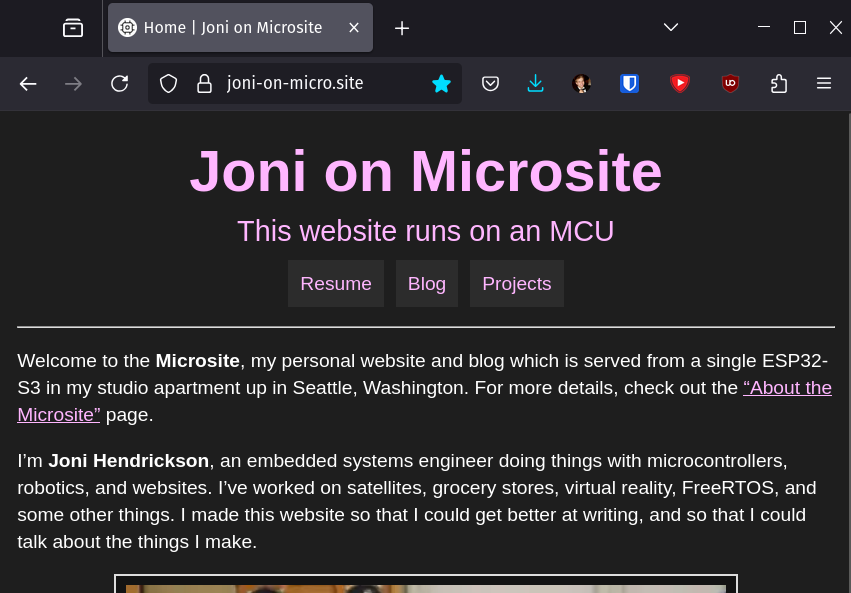 Home | Joni on Microsite
joni-on-micro.site
Joni on Microsite
This website runs on an MCU
Resume Blog Projects
Welcome to the Microsite, my personal website and blog which is served from a single ESP32-
S3 in my studio apartment up in Seattle, Washington. For more details, check out the “About the
Microsite” page.
I’m Joni Hendrickson, an embedded systems engineer doing things with microcontrollers,
robotics, and websites. I’ve worked on satellites, grocery stores, virtual reality, FreeRTOS, and
some other things. I made this website so that I could get better at writing, and so that I could
talk about the things I make.